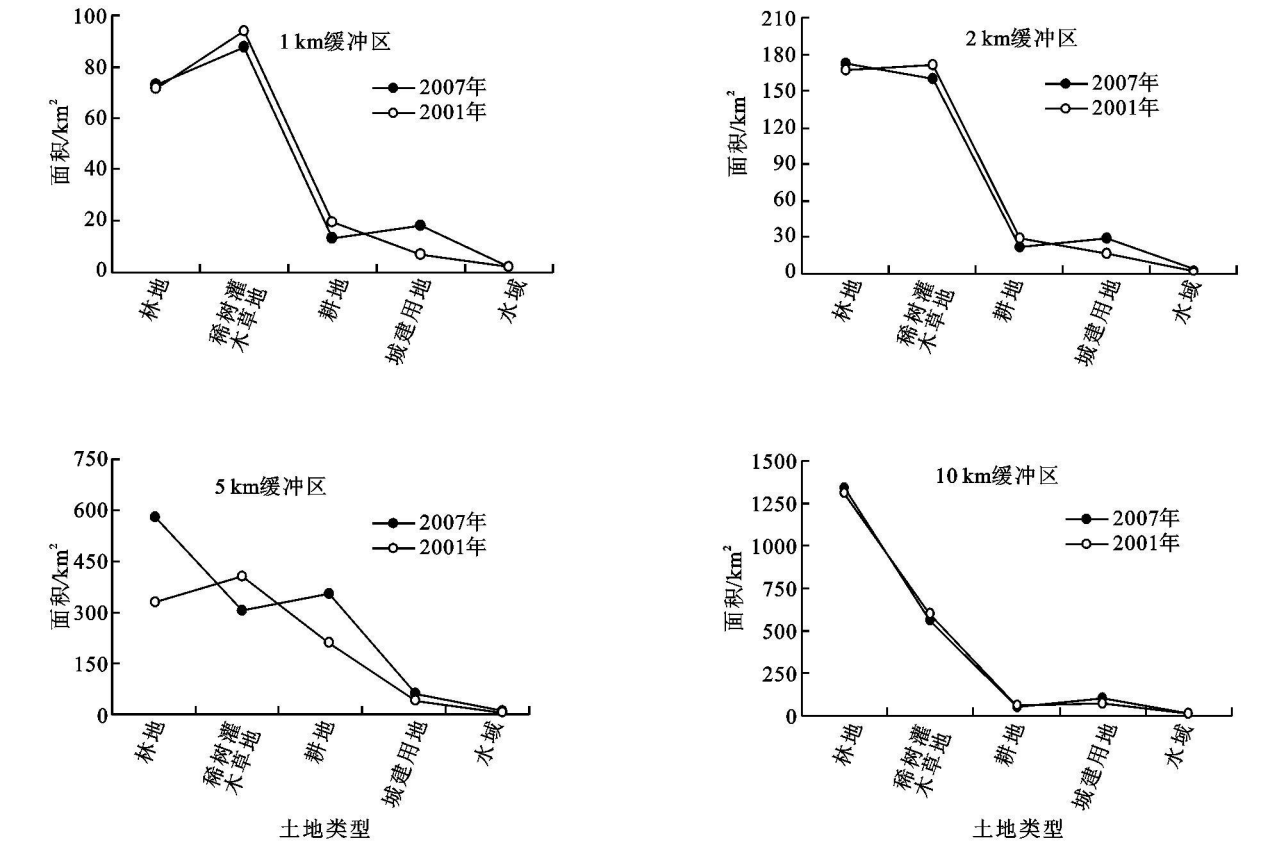 1 km缓冲区
2007年
2001年
面积/km²
100
80
60
40
20
0
林地
稀树灌
木草地
耕地
城建用地
水域
2 km缓冲区
2007年
2001年
面积/km²
210
180
150
120
90
60
30
0
林地
稀树灌
木草地
耕地
城建用地
水域
5 km缓冲区
2007年
2001年
面积/km²
750
600
450
300
150
0
林地
稀树灌
木草地
耕地
城建用地
水域
土地类型
10 km缓冲区
2007年
2001年
面积/km²
1500
1250
1000
750
500
250
0
林地
稀树灌
木草地
耕地
城建用地
水域
土地类型